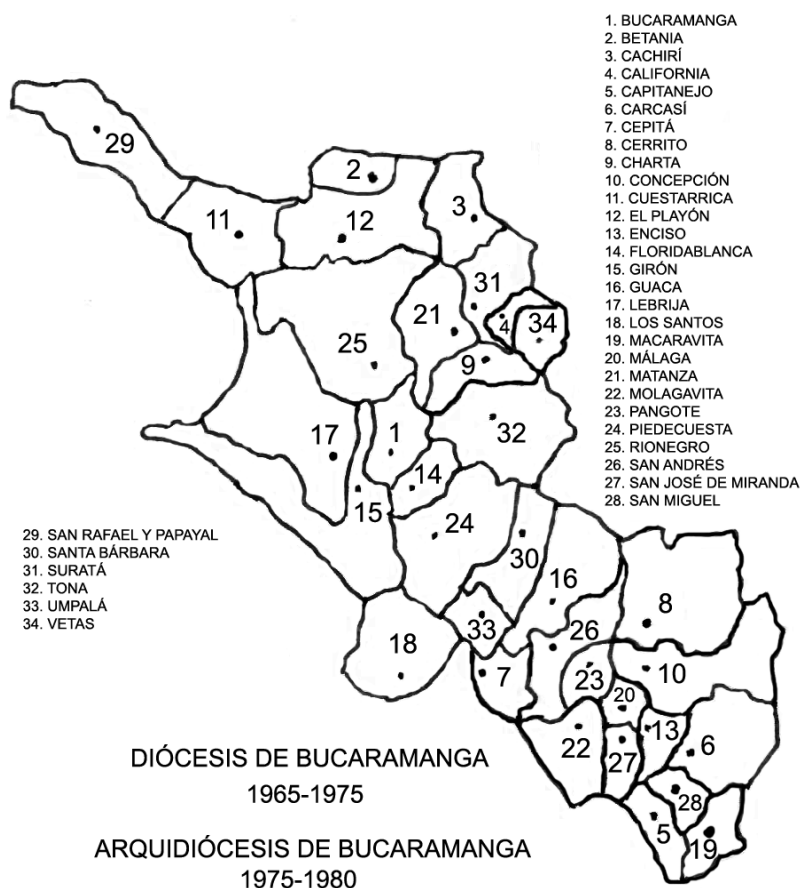 1. BUCARAMANGA
2. BETANIA
3. CACHIRÍ
4. CALIFORNIA
5. CAPITANEJO
6. CARCASÍ
7. CEPITÁ
8. CERRITO
9. CHARTA
10. CONCEPCIÓN
11. CUESTARRICA
12. EL PLAYÓN
13. ENCISO
14. FLORIDABLANCA
15. GIRÓN
16. GUACA
17. LEBRIJA
18. LOS SANTOS
19. MACARAVITA
20. MÁLAGA
21. MATANZA
22. MOLAGAVITA
23. PANGOTE
24. PIEDECUESTA
25. RIONEGRO
26. SAN ANDRÉS
27. SAN JOSÉ DE MIRANDA
28. SAN MIGUEL
29
2
11
12
3
31
21
4
34
25
9
17
1
32
14
15
24
30
16
8
18
33
26
7
23
10
20
22
27
13
6
28
5
19
29. SAN RAFAEL Y PAPAYAL
30. SANTA BÁRBARA
31. SURATÁ
32. TONA
33. UMPALÁ
34. VETAS
DIÓCESIS DE BUCARAMANGA
1965-1975
ARQUIDIÓCESIS DE BUCARAMANGA
1975-1980